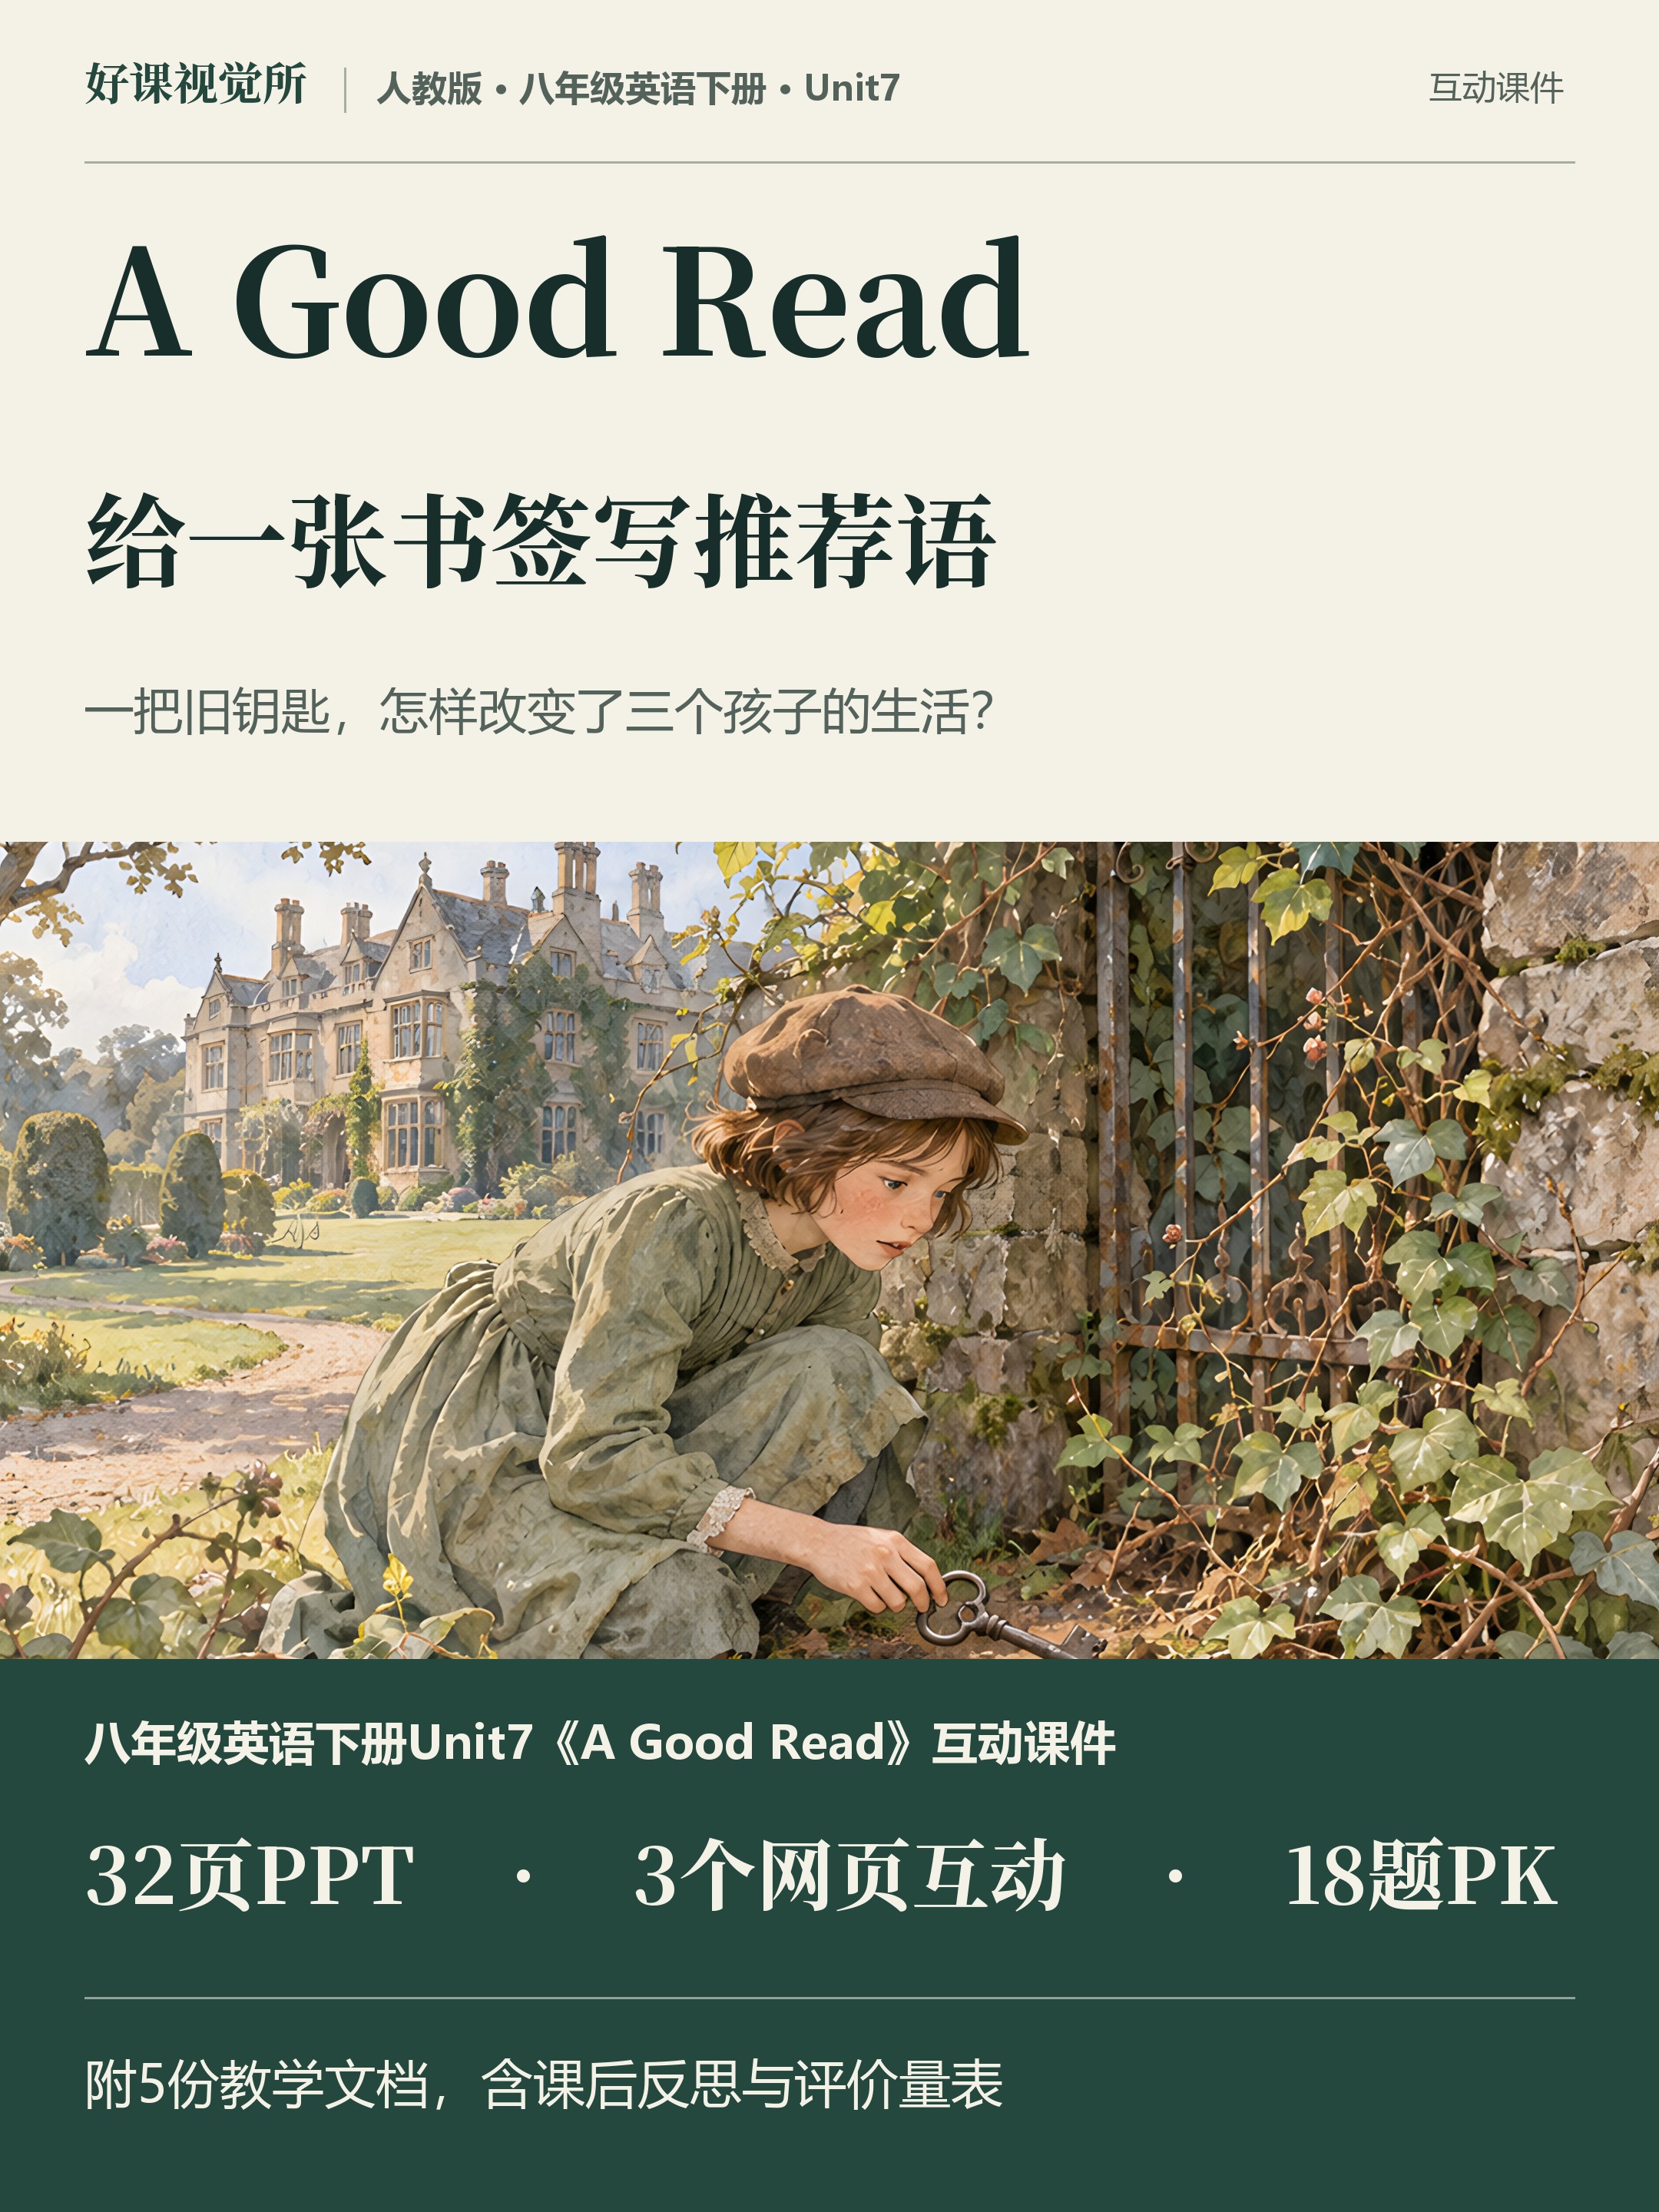 好课视觉所 人教版·八年级英语下册·Unit7 互动课件
A Good Read
给一张书签写推荐语
一把旧钥匙，怎样改变了三个孩子的生活？
八年级英语下册Unit7《A Good Read》互动课件
32页PPT · 3个网页互动 · 18题PK
附5份教学文档，含课后反思与评价量表